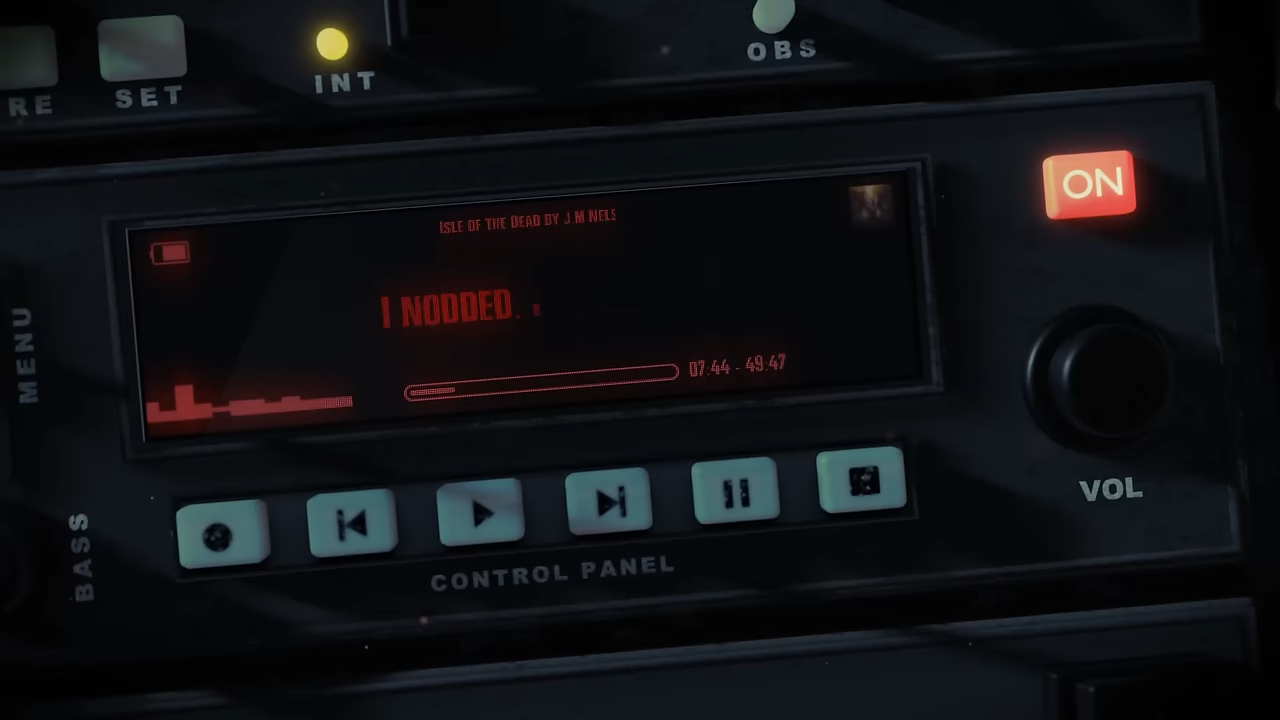 RE
SET
INT
OBS
ON
ISLE OF THE DEAD BY J.M NELS
I NODDED.
07:44 - 49:47
MENU
BASS
VOL
CONTROL PANEL